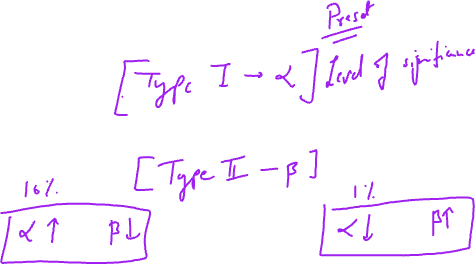 Preset
[Type I → α] Level of significance
[Type II - β]
10%
α ↑ β ↓
1%
α ↓ β ↑